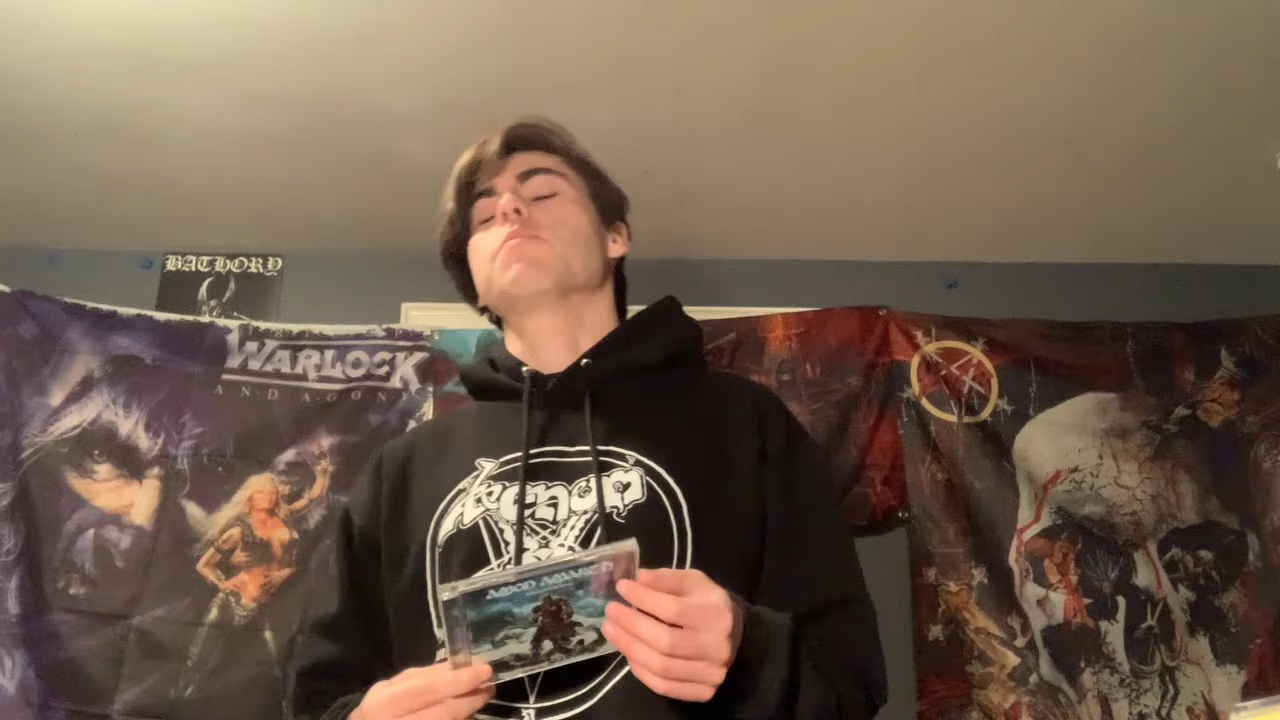 BATHORY
WARLOCK
AND AGONY
VENOM
AMON AMARTH